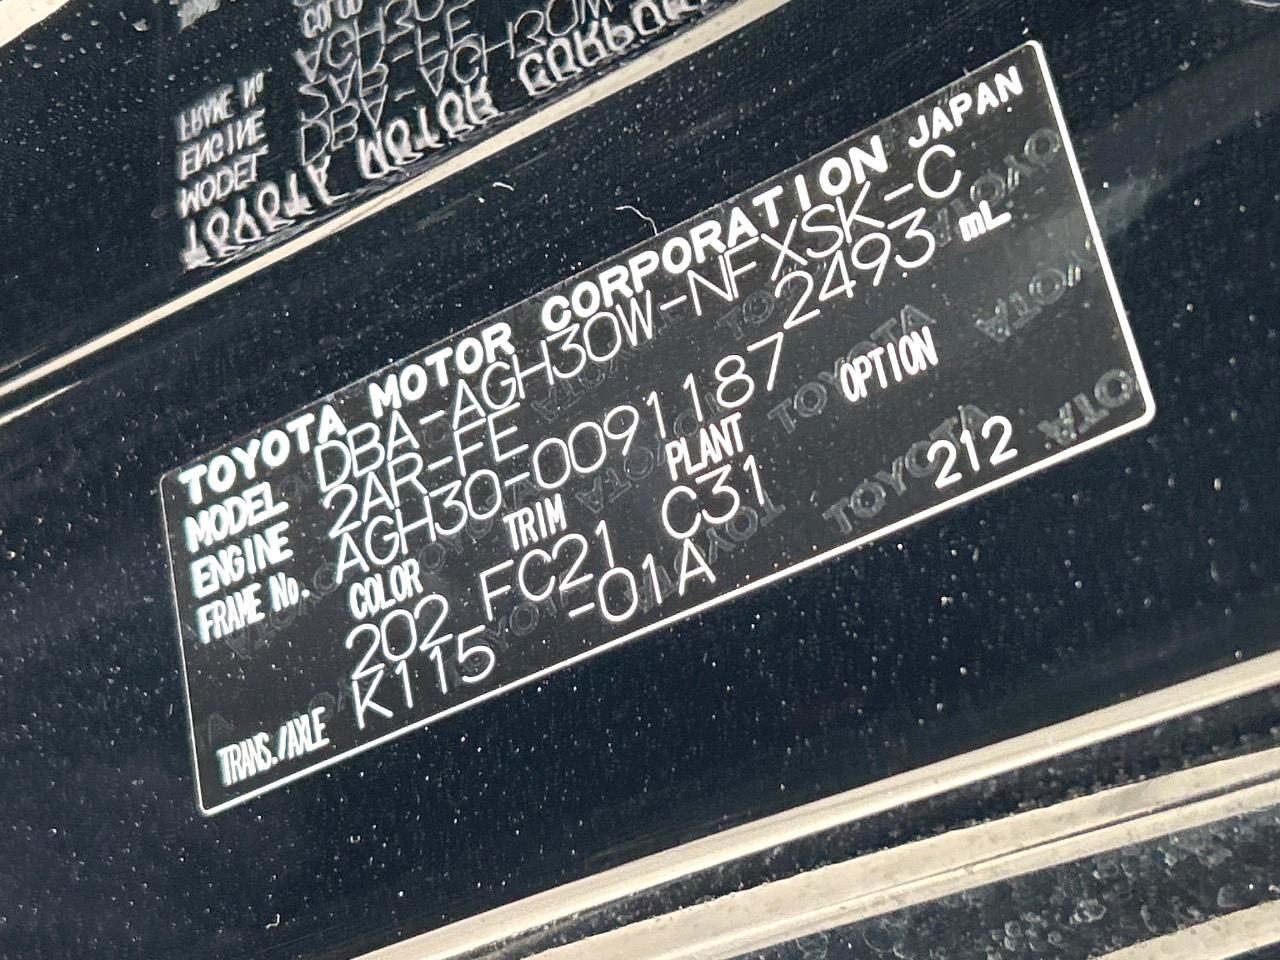 TOYOTA MOTOR CORPORATION JAPAN
MODEL DBA-AGH30W-NFXSK-C
ENGINE 2AR-FE 2493 mL
FRAME No. AGH30-0091187
COLOR TRIM PLANT OPTION
202 FC21 C31 212
TRANS./AXLE K115 -01A